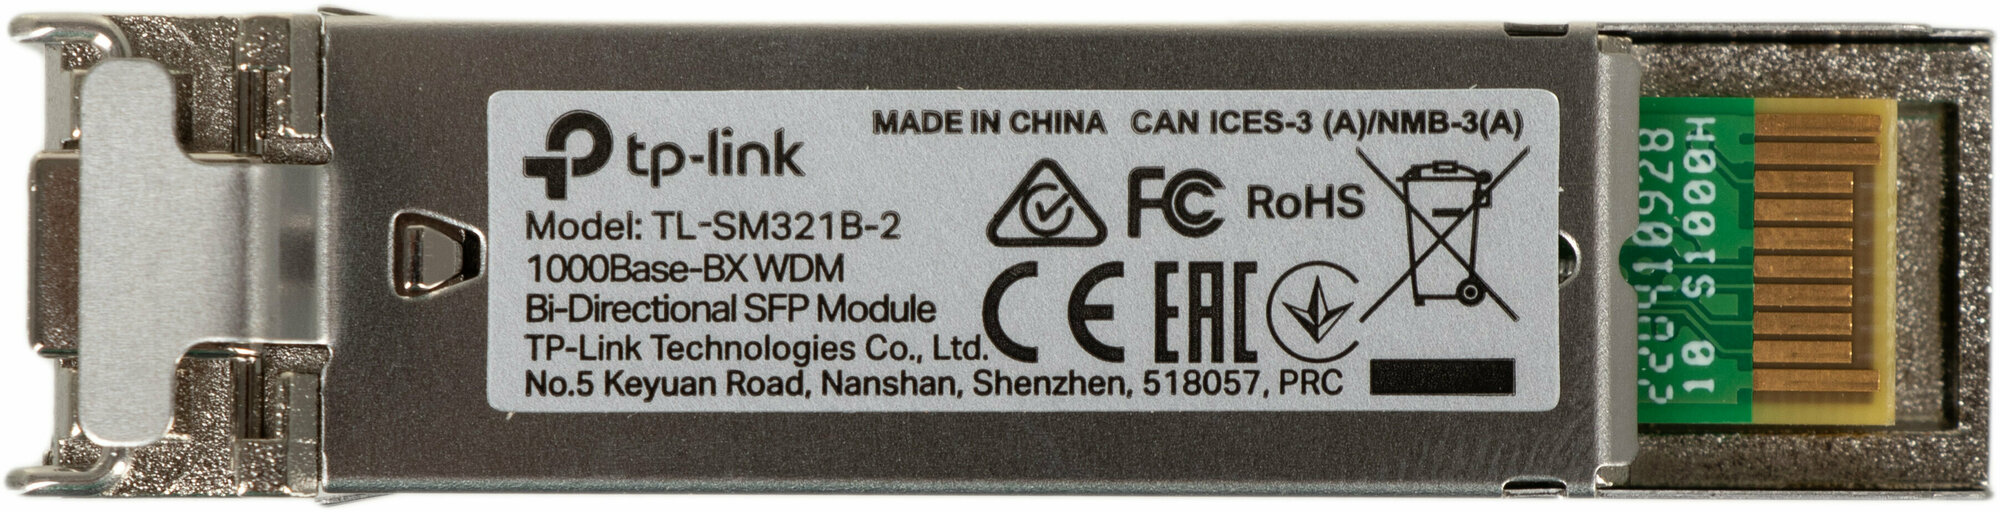 MADE IN CHINA CAN ICES-3 (A)/NMB-3(A)
tp-link
Model: TL-SM321B-2
1000Base-BX WDM
Bi-Directional SFP Module
TP-Link Technologies Co., Ltd.
No.5 Keyuan Road, Nanshan, Shenzhen, 518057, PRC
FC RoHS
CE EAC
10 S1000H